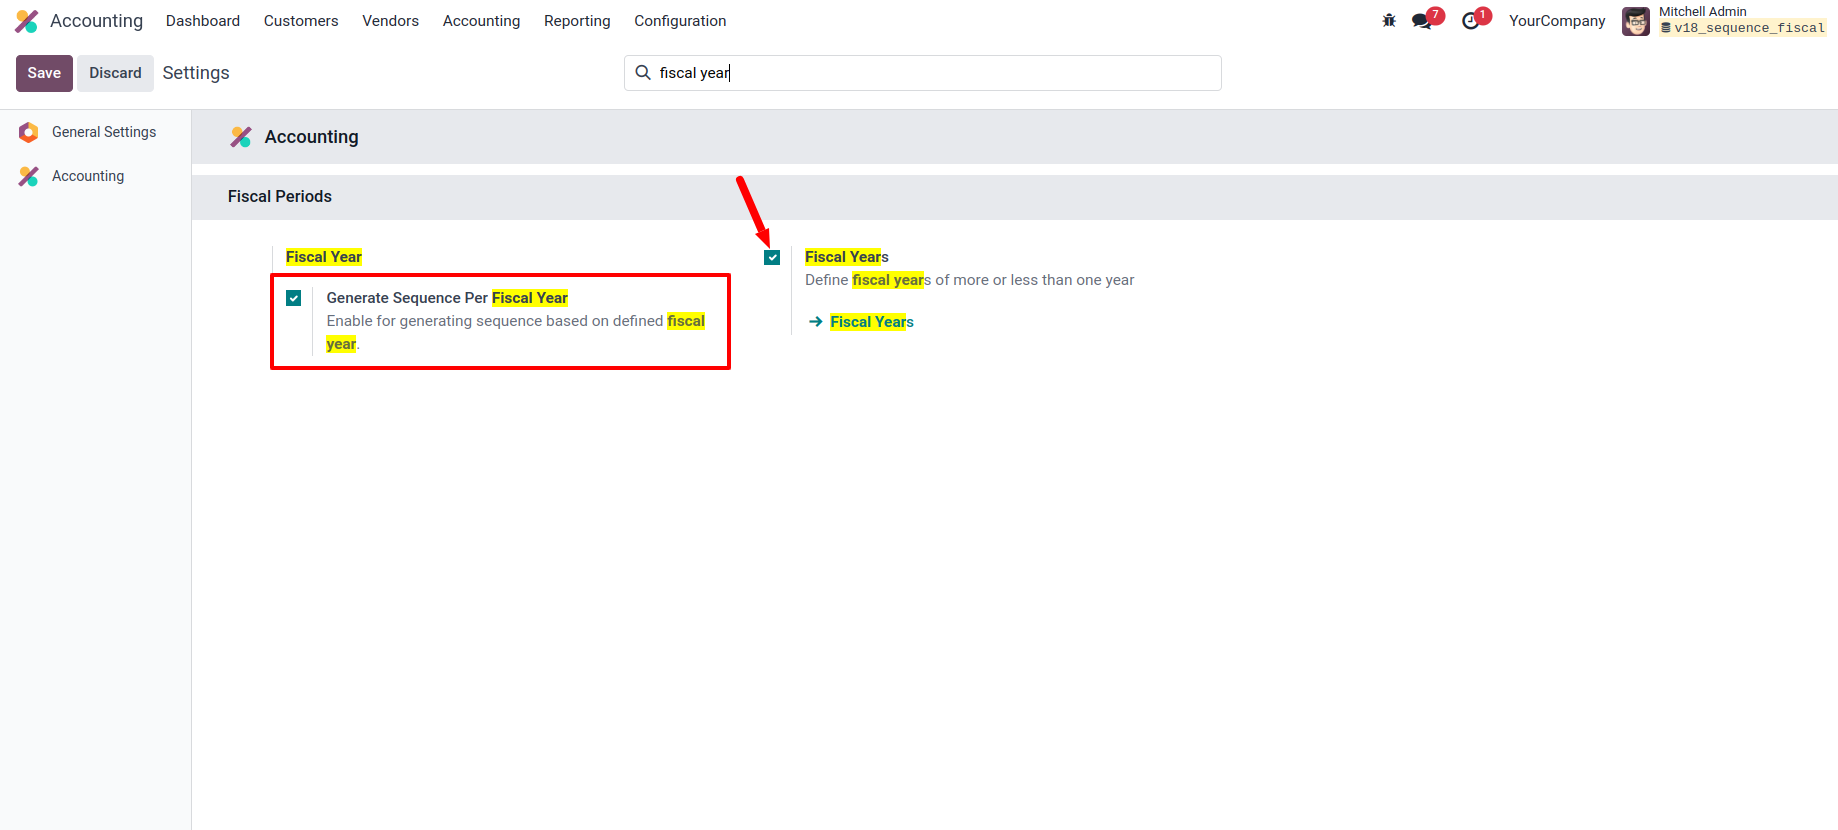 Accounting Dashboard Customers Vendors Accounting Reporting Configuration 7 1 YourCompany Mitchell Admin
v18_sequence_fiscal
Save Discard Settings fiscal year
General Settings
Accounting
Accounting
Fiscal Periods
Fiscal Year
Generate Sequence Per Fiscal Year
Enable for generating sequence based on defined fiscal
year.
Fiscal Years
Define fiscal years of more or less than one year
Fiscal Years